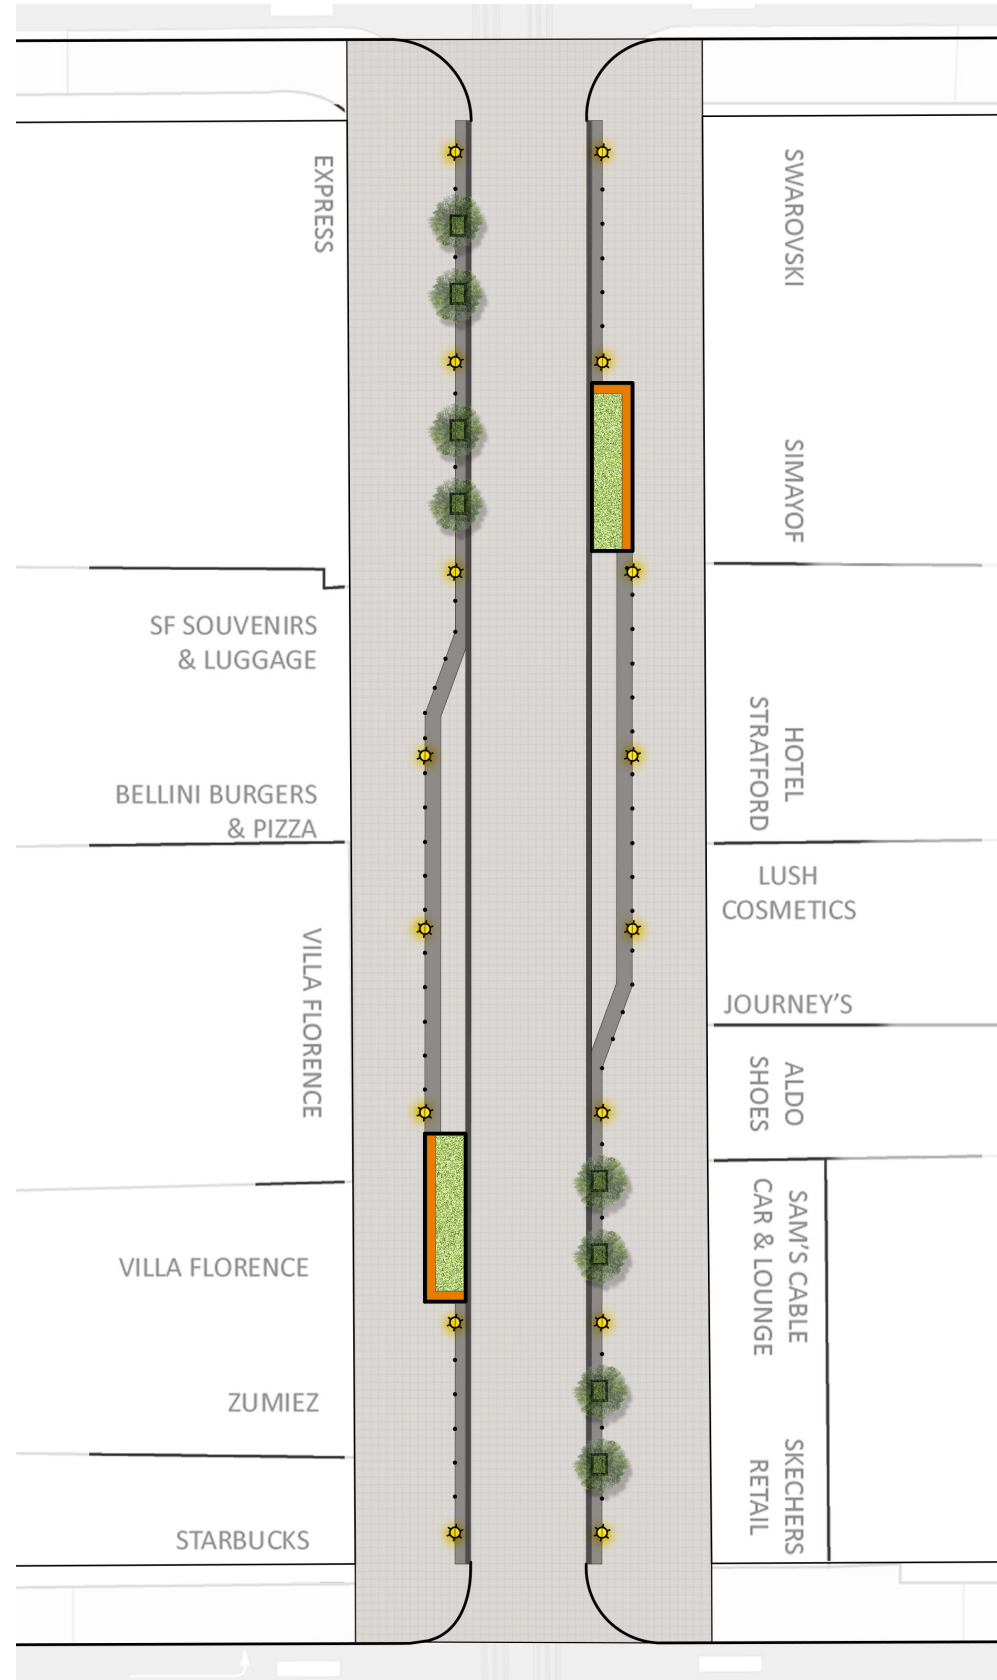 EXPRESS
SF SOUVENIRS
& LUGGAGE
BELLINI BURGERS
& PIZZA
VILLA FLORENCE
VILLA FLORENCE
ZUMIEZ
STARBUCKS
SWAROVSKI
SIMAYOF
HOTEL
STRATFORD
LUSH
COSMETICS
JOURNEY'S
ALDO
SHOES
SAM'S CABLE
CAR & LOUNGE
SKECHERS
RETAIL